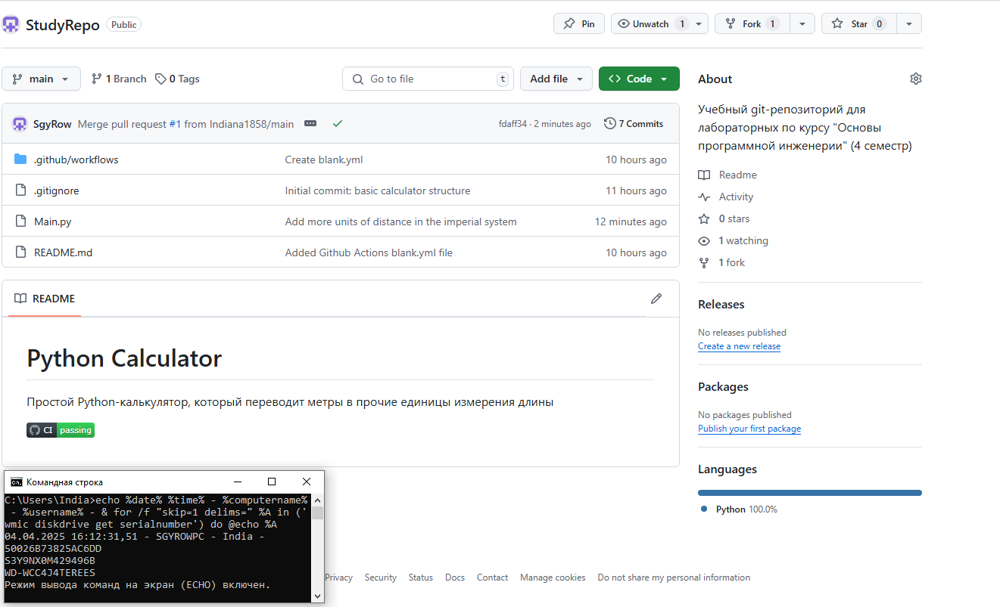 StudyRepo Public
Pin
Unwatch 1
Fork 1
Star 0
main
1 Branch
0 Tags
Go to file t
Add file
Code
SgyRow Merge pull request #1 from Indiana1858/main
fdaff34 · 2 minutes ago
7 Commits
.github/workflows Create blank.yml 10 hours ago
.gitignore Initial commit: basic calculator structure 11 hours ago
Main.py Add more units of distance in the imperial system 12 minutes ago
README.md Added Github Actions blank.yml file 10 hours ago
README
Python Calculator
Простой Python-калькулятор, который переводит метры в прочие единицы измерения длины
CI passing
About
Учебный git-репозиторий для
лабораторных по курсу "Основы
программной инженерии" (4 семестр)
Readme
Activity
0 stars
1 watching
1 fork
Releases
No releases published
Create a new release
Packages
No packages published
Publish your first package
Languages
Python 100.0%
Командная строка
C:\Users\India>echo %date% %time% - %computername%
- %username% - & for /f "skip=1 delims=" %A in ('
wmic diskdrive get serialnumber') do @echo %A
04.04.2025 16:12:31,51 - SGYROWPC - India -
50026B73825AC6DD
S3Y9NX0M429496B
WD-WCC4J4TEREES
Режим вывода команд на экран (ECHO) включен.
Privacy Security Status Docs Contact Manage cookies Do not share my personal information